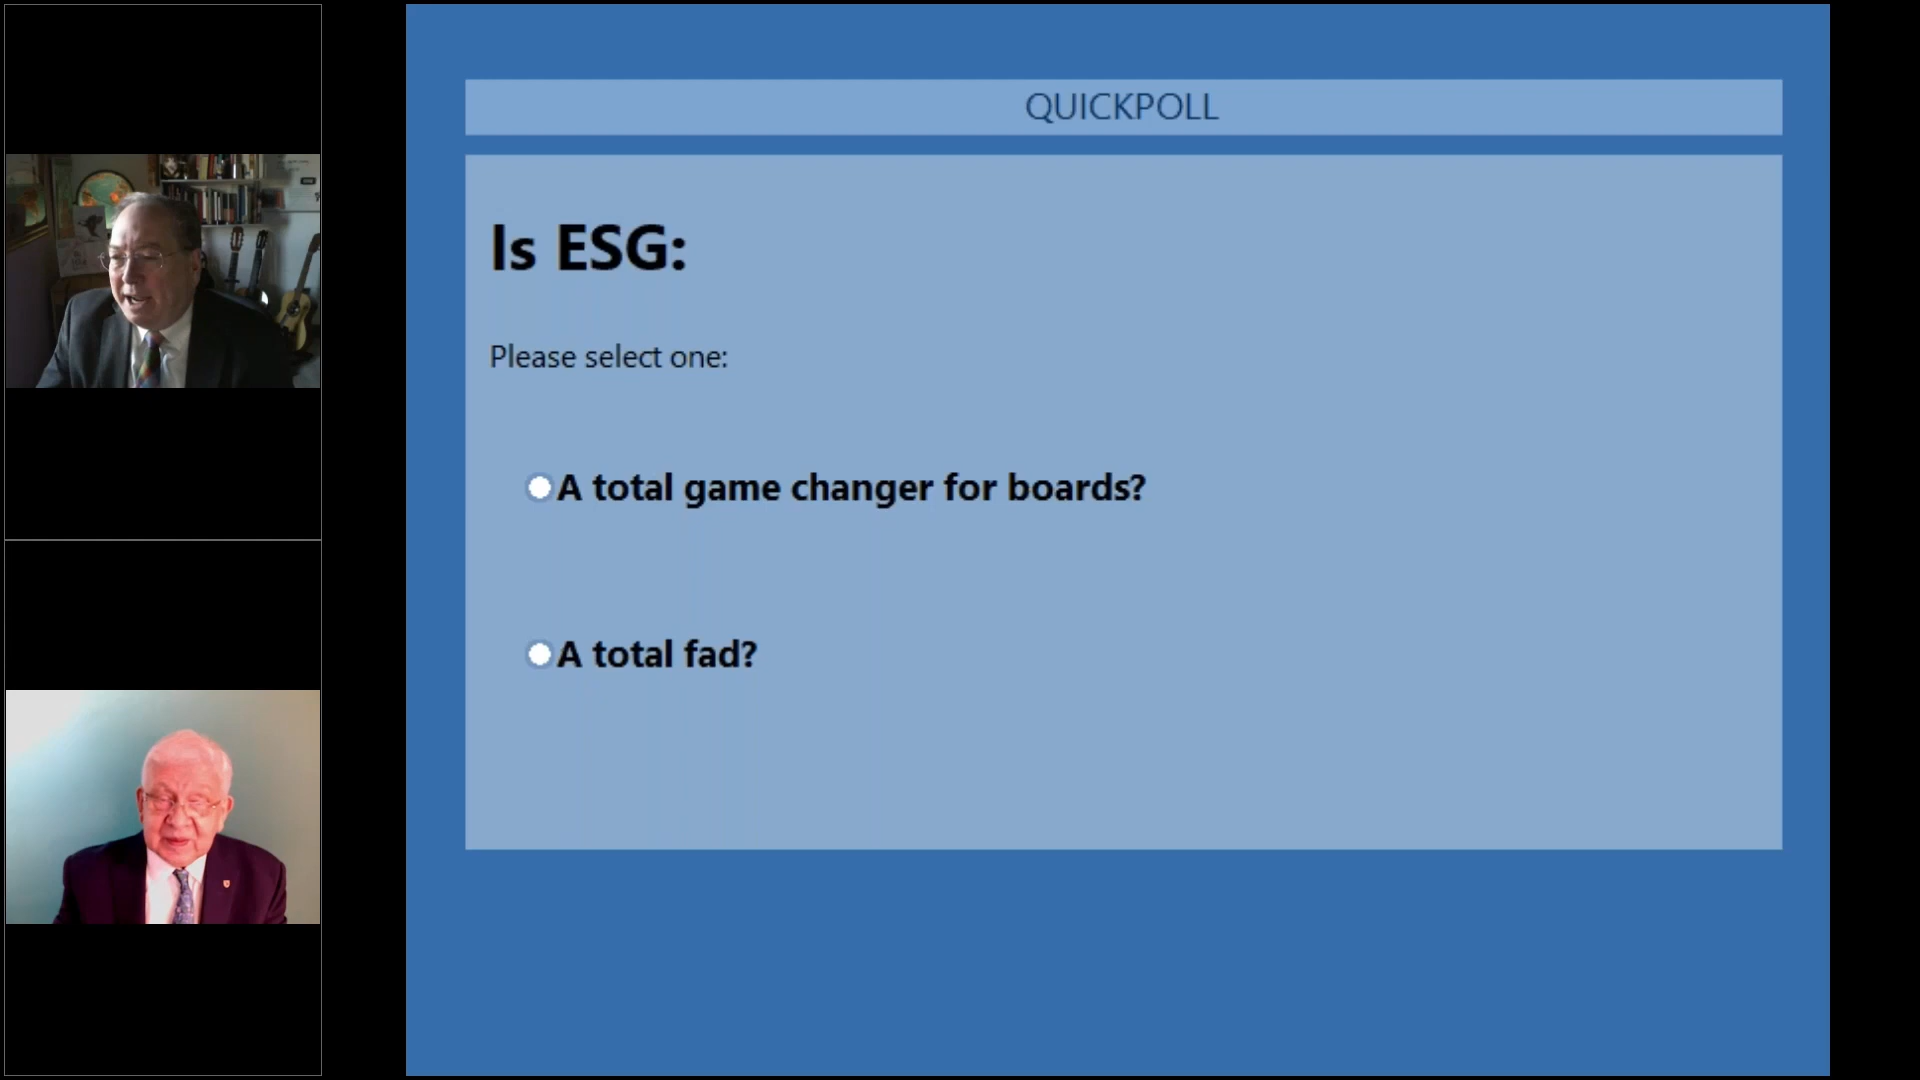 QUICKPOLL
Is ESG:
Please select one:
A total game changer for boards?
A total fad?